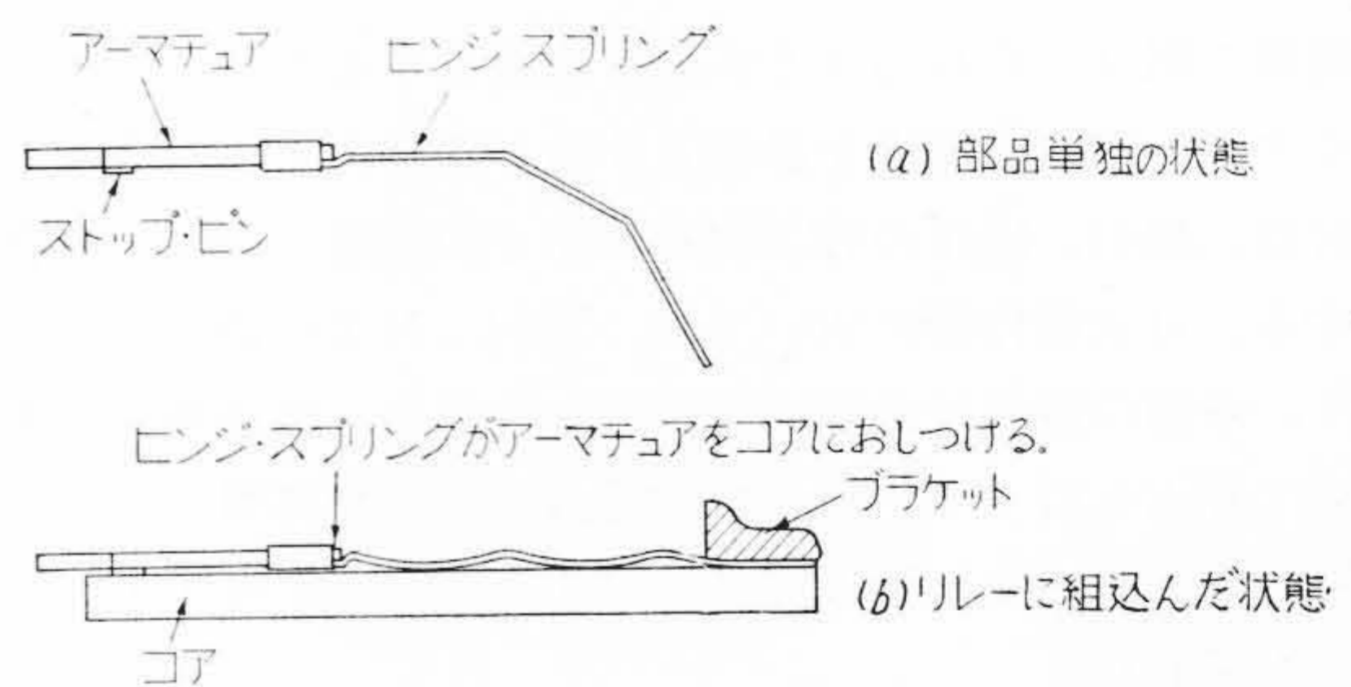 アーマチュア
ヒンジ スプリング
(a) 部品単独の状態
ストップ・ピン
ヒンジ・スプリングがアーマチュアをコアにおしつける。
ブラケット
(b)リレーに組込んだ状態
コア